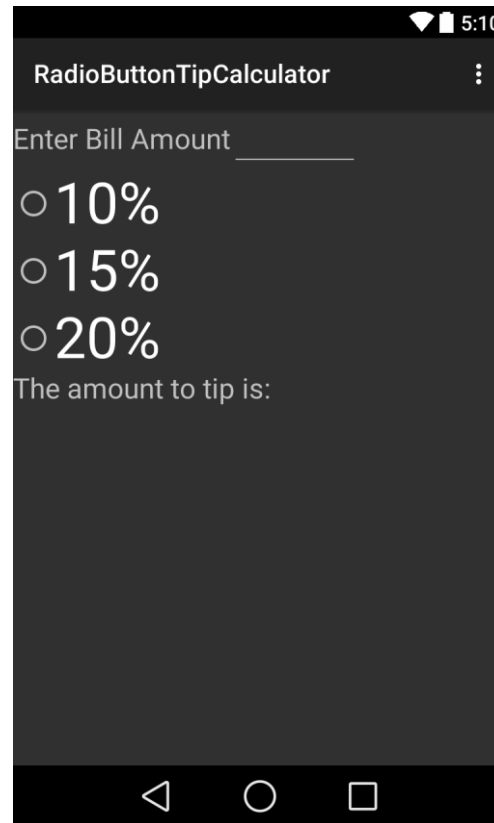 5:10
RadioButtonTipCalculator
Enter Bill Amount
10%
15%
20%
The amount to tip is: